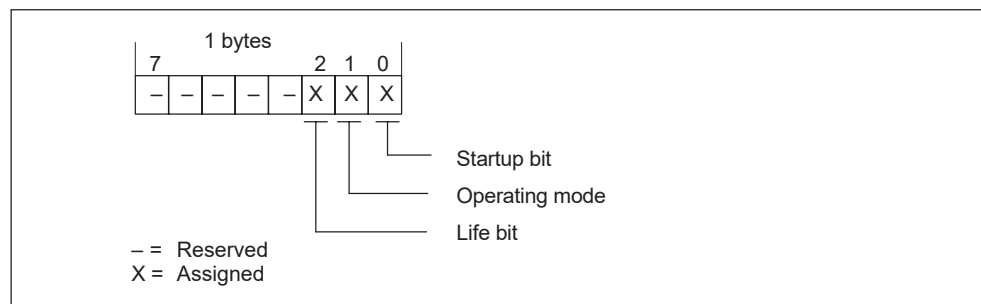 1 bytes
7 2 1 0
– – – – – X X X
Startup bit
Operating mode
Life bit
– = Reserved
X = Assigned